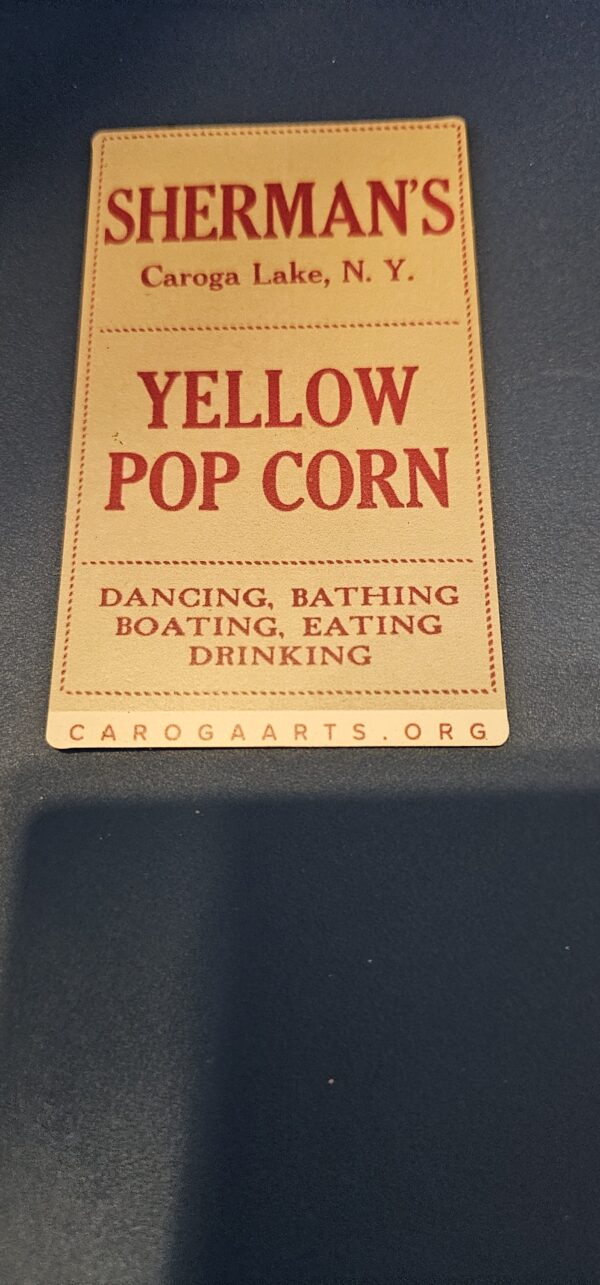 SHERMAN'S
Caroga Lake, N. Y.
YELLOW
POP CORN
DANCING, BATHING
BOATING, EATING
DRINKING
CAROGAARTS.ORG